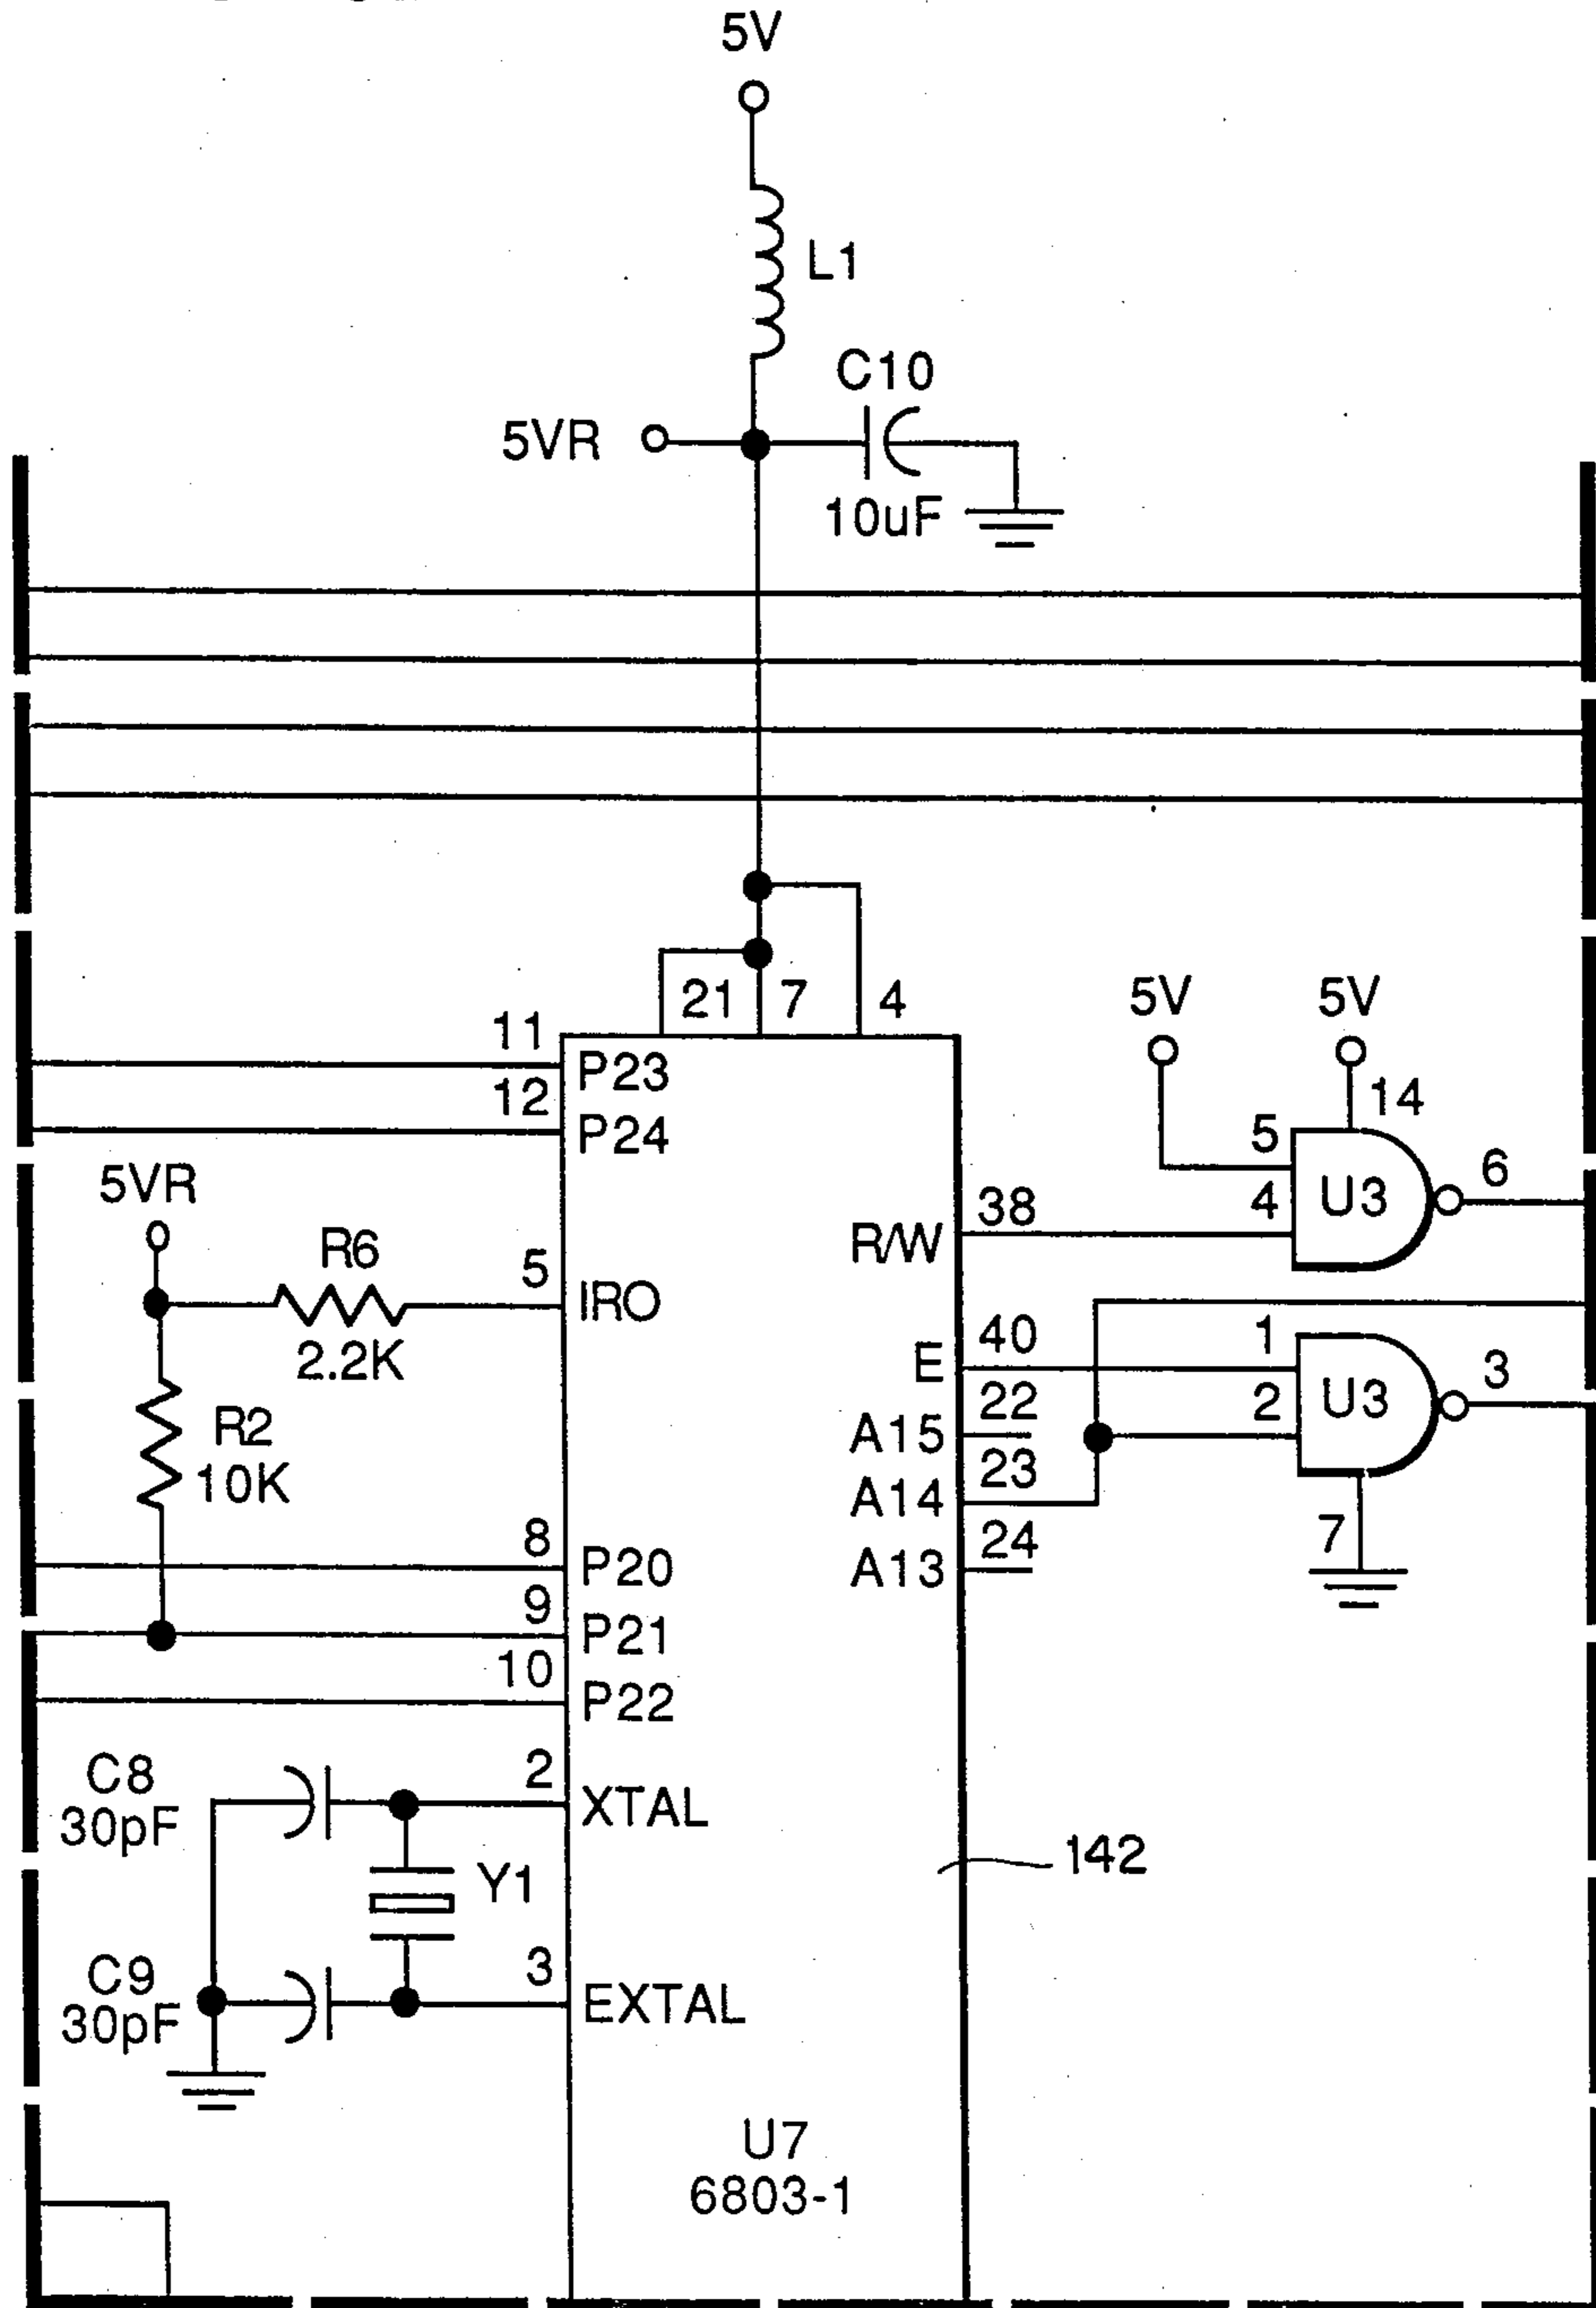 5V
L1
C10
5VR
10uF
21 7 4
5V 5V
11
P23
12
P24
14
5
U3
6
4
5VR
38
R/W
R6
5
IRO
2.2K
40
E
1
U3
3
22
2
R2
A15
10K
23
A14
24
7
8
A13
P20
9
P21
10
P22
C8
30pF
2
XTAL
142
Y1
C9
30pF
3
EXTAL
U7
6803-1